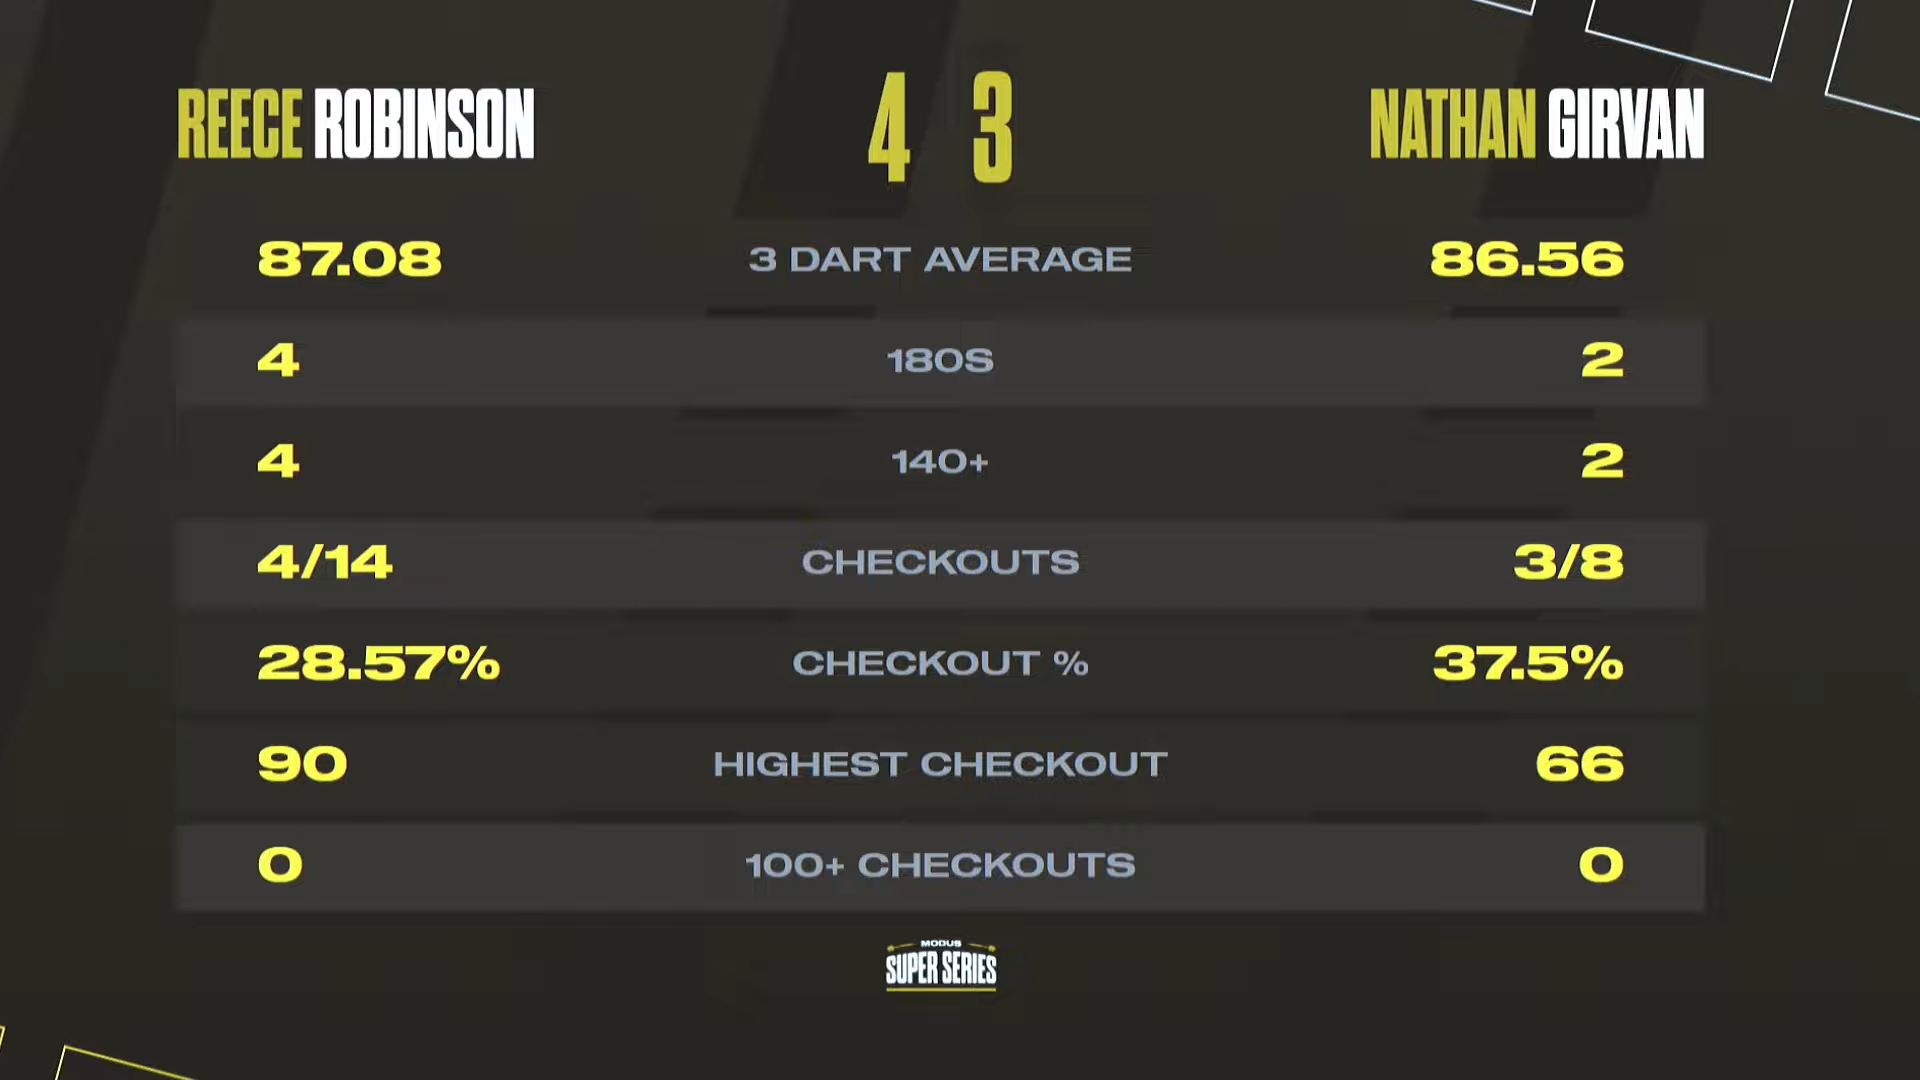 REECE ROBINSON 4 3 NATHAN GIRVAN
87.08 3 DART AVERAGE 86.56
4 180S 2
4 140+ 2
4/14 CHECKOUTS 3/8
28.57% CHECKOUT % 37.5%
90 HIGHEST CHECKOUT 66
0 100+ CHECKOUTS 0
MODUS
SUPER SERIES